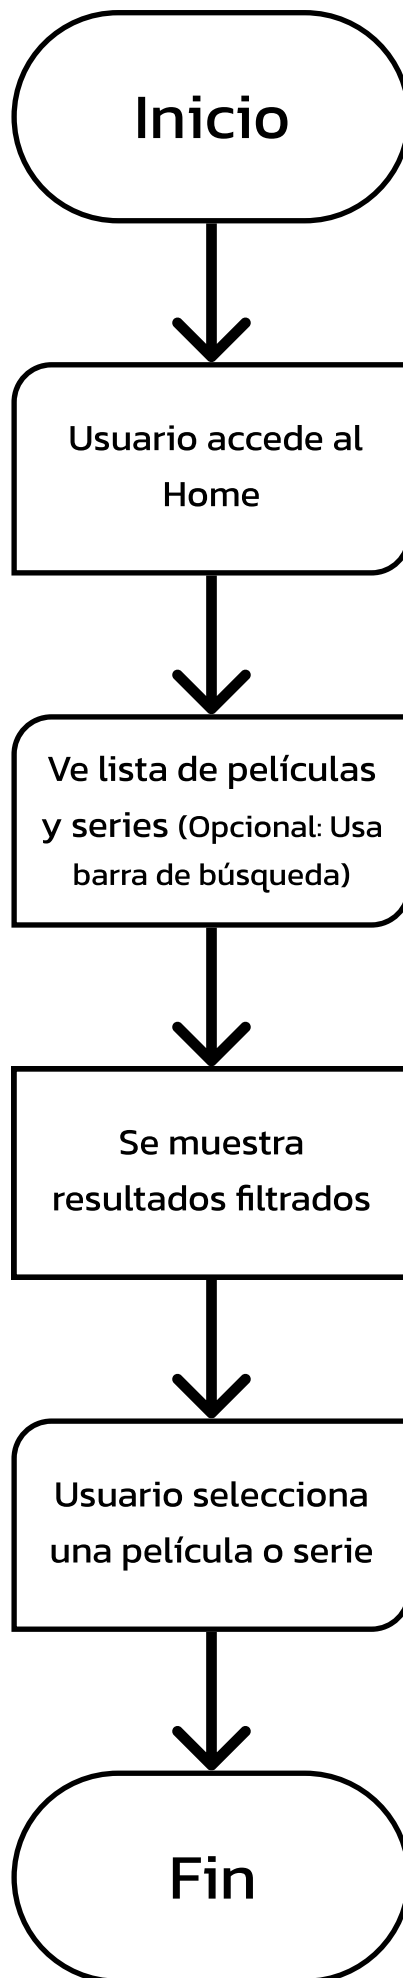 Inicio
Usuario accede al
Home
Ve lista de películas
y series (Opcional: Usa
barra de búsqueda)
Se muestra
resultados filtrados
Usuario selecciona
una película o serie
Fin